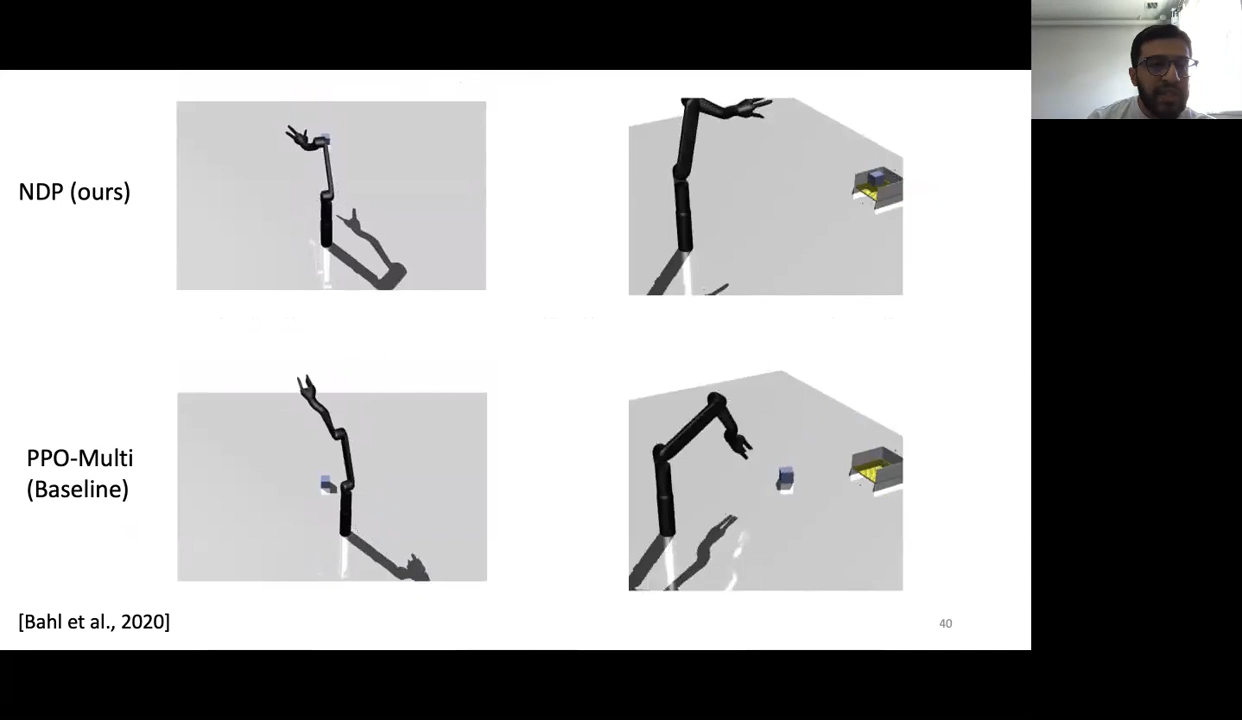 NDP (ours)
PPO-Multi
(Baseline)
[Bahl et al., 2020]
40